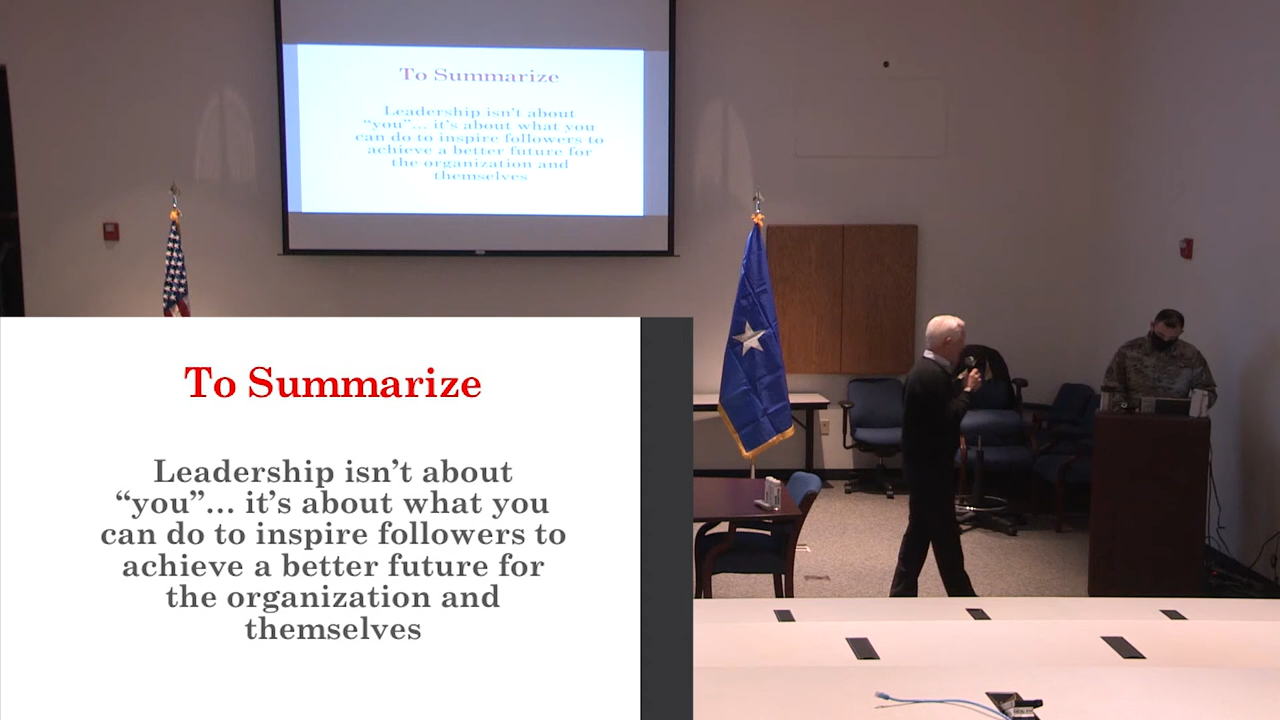 To Summarize
Leadership isn't about
“you”... it's about what you
can do to inspire followers to
achieve a better future for
the organization and
themselves
To Summarize
Leadership isn’t about
“you”... it’s about what you
can do to inspire followers to
achieve a better future for
the organization and
themselves